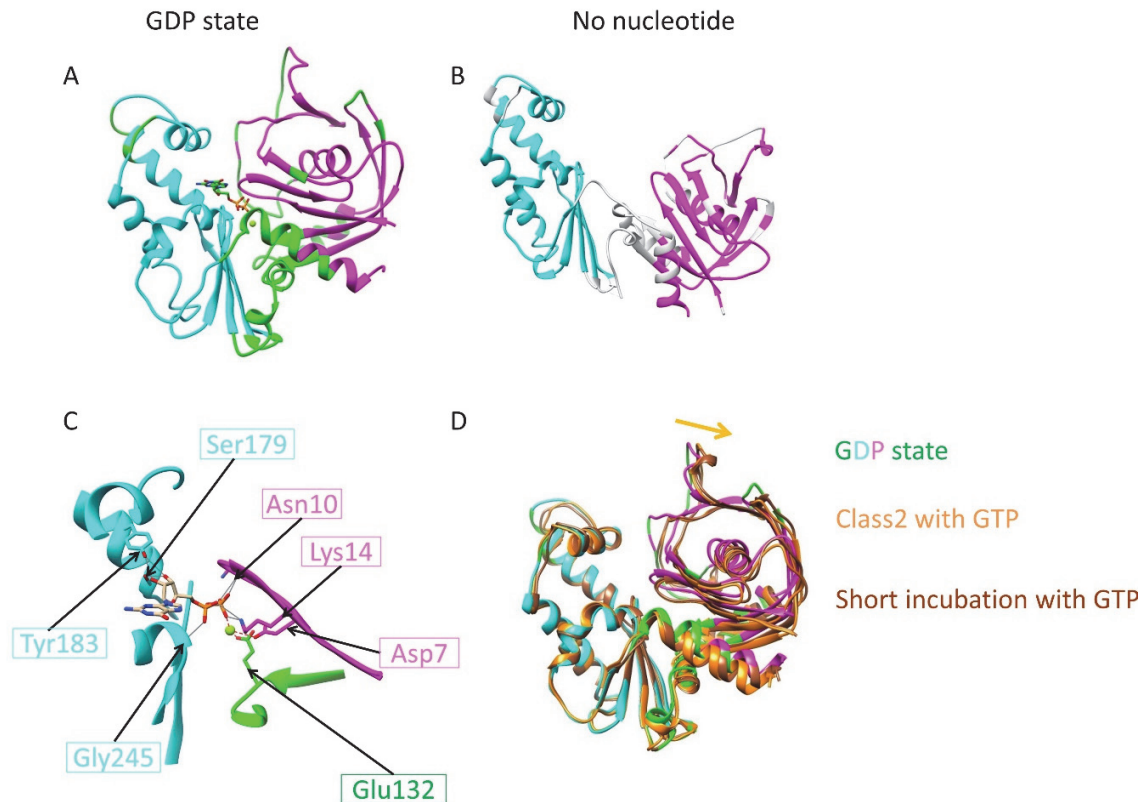 GDP state
No nucleotide
A
B
C
D
Ser179
Asn10
Lys14
Tyr183
Asp7
Gly245
Glu132
GDP state
Class2 with GTP
Short incubation with GTP